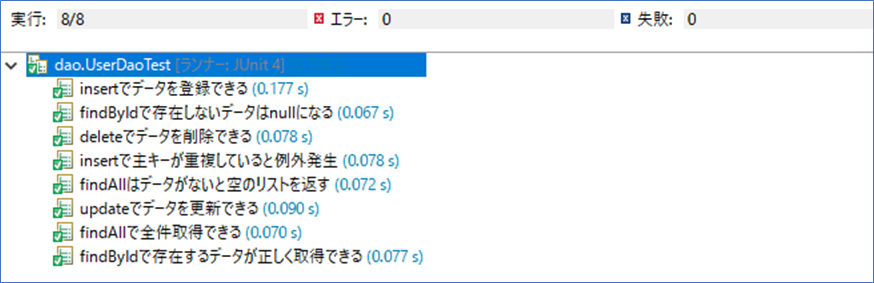 実行: 8/8 エラー: 0 失敗: 0
dao.UserDaoTest [ランナー: JUnit 4]
insertでデータを登録できる (0.177 s)
findByIdで存在しないデータはnullになる (0.067 s)
deleteでデータを削除できる (0.078 s)
insertで主キーが重複していると例外発生 (0.078 s)
findAllはデータがないと空のリストを返す (0.072 s)
updateでデータを更新できる (0.090 s)
findAllで全件取得できる (0.070 s)
findByIdで存在するデータが正しく取得できる (0.077 s)